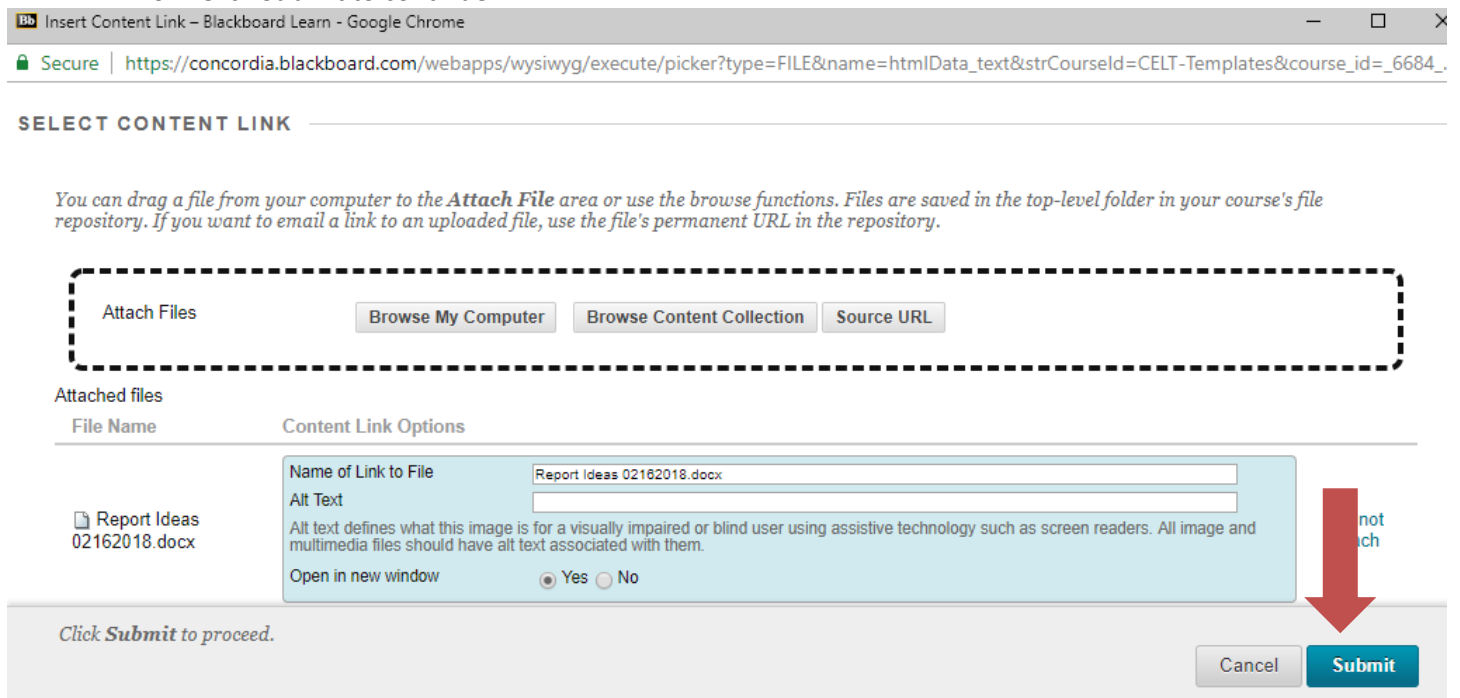 Insert Content Link – Blackboard Learn - Google Chrome
Secure | https://concordia.blackboard.com/webapps/wysiwyg/execute/picker?type=FILE&name=htmlData_text&strCourseId=CELT-Templates&course_id=_6684_.
SELECT CONTENT LINK
You can drag a file from your computer to the Attach File area or use the browse functions. Files are saved in the top-level folder in your course's file
repository. If you want to email a link to an uploaded file, use the file's permanent URL in the repository.
Attach Files Browse My Computer Browse Content Collection Source URL
Attached files
File Name Content Link Options
Name of Link to File Report Ideas 02162018.docx
Alt Text
Report Ideas not
02162018.docx
Alt text defines what this image is for a visually impaired or blind user using assistive technology such as screen readers. All image and
multimedia files should have alt text associated with them.
Open in new window Yes No
Click Submit to proceed.
Cancel Submit